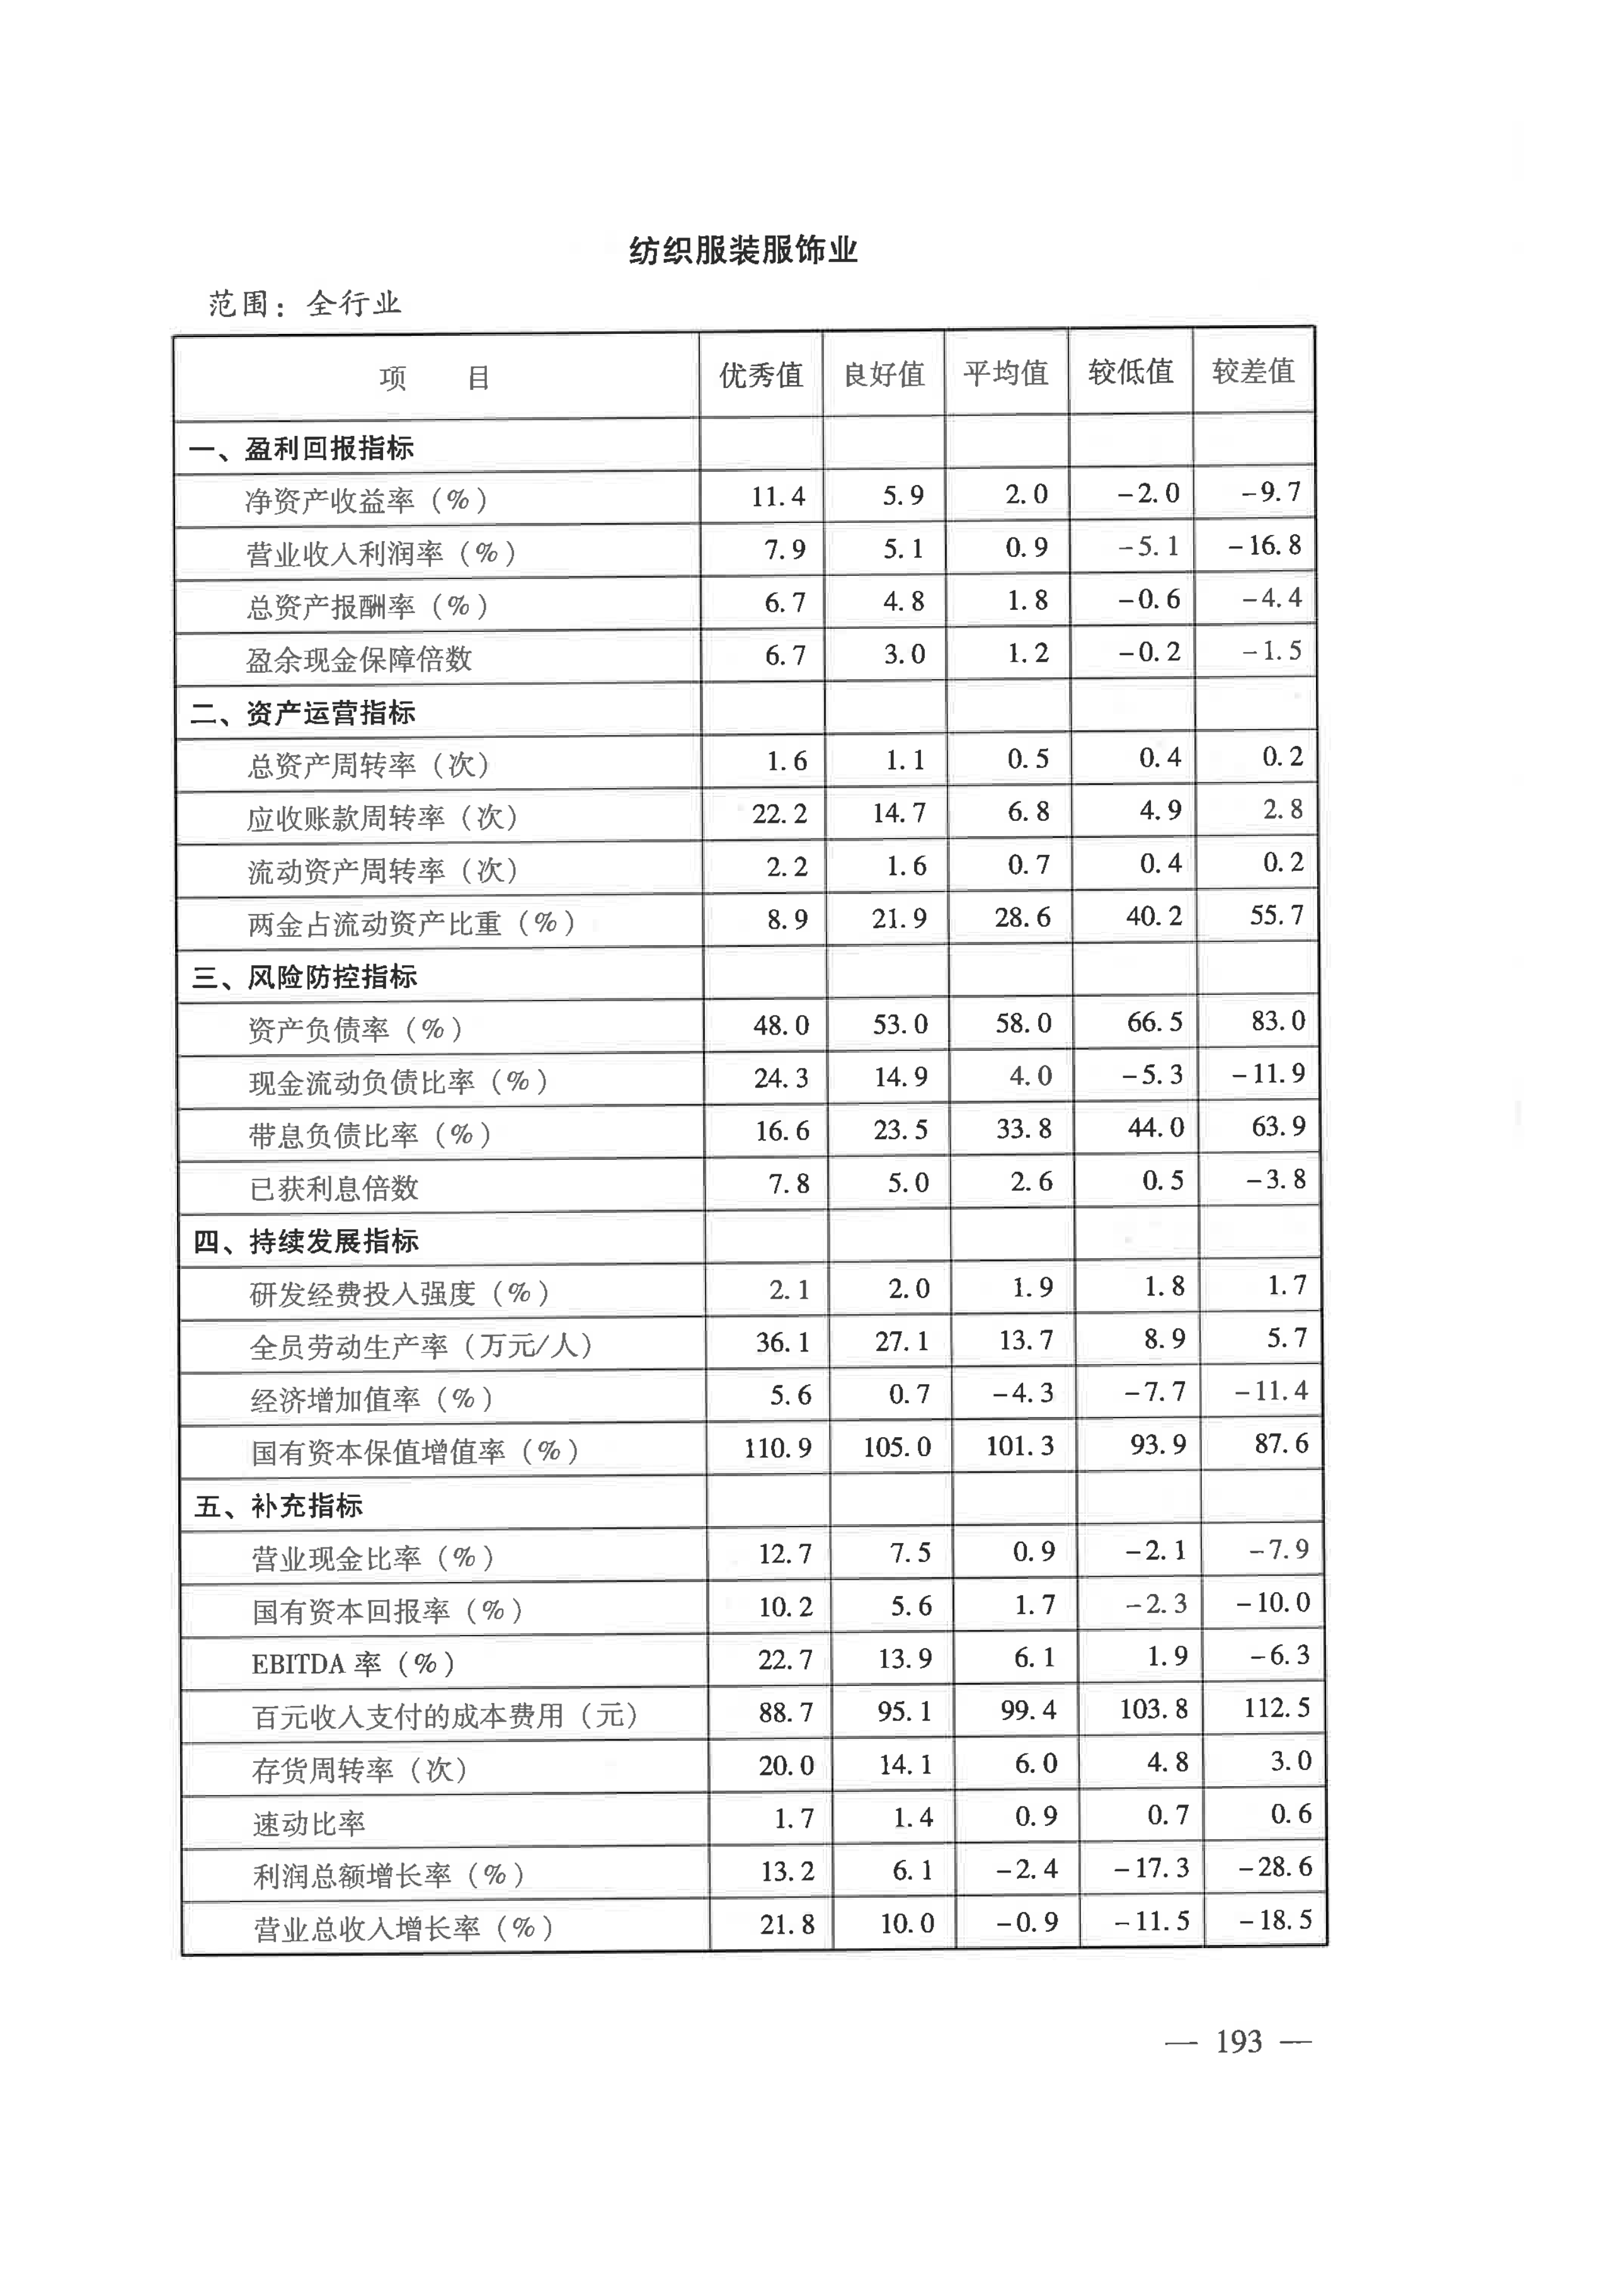 纺织服装服饰业
范围：全行业
项 目 优秀值 良好值 平均值 较低值 较差值
一、盈利回报指标
净资产收益率（%） 11.4 5.9 2.0 -2.0 -9.7
营业收入利润率（%） 7.9 5.1 0.9 -5.1 -16.8
总资产报酬率（%） 6.7 4.8 1.8 -0.6 -4.4
盈余现金保障倍数 6.7 3.0 1.2 -0.2 -1.5
二、资产运营指标
总资产周转率（次） 1.6 1.1 0.5 0.4 0.2
应收账款周转率（次） 22.2 14.7 6.8 4.9 2.8
流动资产周转率（次） 2.2 1.6 0.7 0.4 0.2
两金占流动资产比重（%） 8.9 21.9 28.6 40.2 55.7
三、风险防控指标
资产负债率（%） 48.0 53.0 58.0 66.5 83.0
现金流动负债比率（%） 24.3 14.9 4.0 -5.3 -11.9
带息负债比率（%） 16.6 23.5 33.8 44.0 63.9
已获利息倍数 7.8 5.0 2.6 0.5 -3.8
四、持续发展指标
研发经费投入强度（%） 2.1 2.0 1.9 1.8 1.7
全员劳动生产率（万元/人） 36.1 27.1 13.7 8.9 5.7
经济增加值率（%） 5.6 0.7 -4.3 -7.7 -11.4
国有资本保值增值率（%） 110.9 105.0 101.3 93.9 87.6
五、补充指标
营业现金比率（%） 12.7 7.5 0.9 -2.1 -7.9
国有资本回报率（%） 10.2 5.6 1.7 -2.3 -10.0
EBITDA 率（%） 22.7 13.9 6.1 1.9 -6.3
百元收入支付的成本费用（元） 88.7 95.1 99.4 103.8 112.5
存货周转率（次） 20.0 14.1 6.0 4.8 3.0
速动比率 1.7 1.4 0.9 0.7 0.6
利润总额增长率（%） 13.2 6.1 -2.4 -17.3 -28.6
营业总收入增长率（%） 21.8 10.0 -0.9 -11.5 -18.5
— 193 —